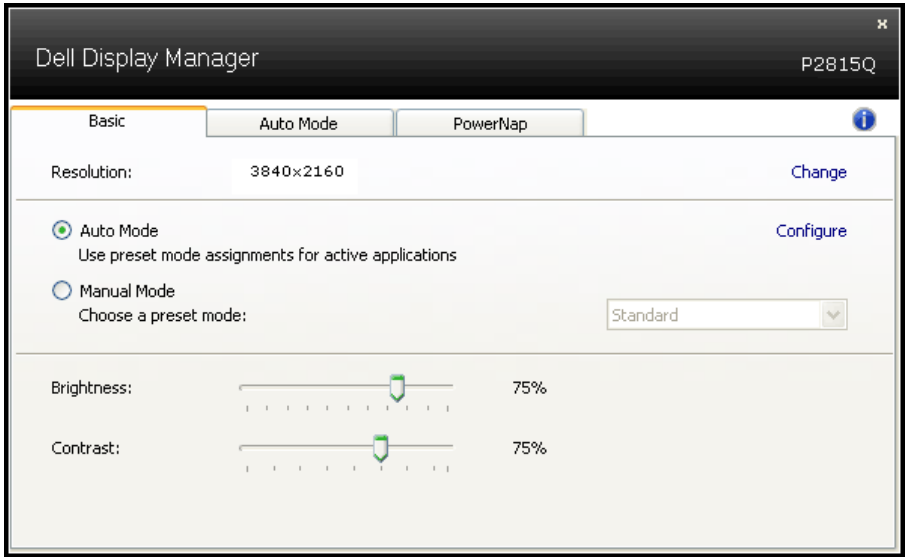 Dell Display Manager
P2815Q
Basic Auto Mode PowerNap
Resolution: 3840x2160 Change
Auto Mode Configure
Use preset mode assignments for active applications
Manual Mode
Choose a preset mode: Standard
Brightness: 75%
Contrast: 75%